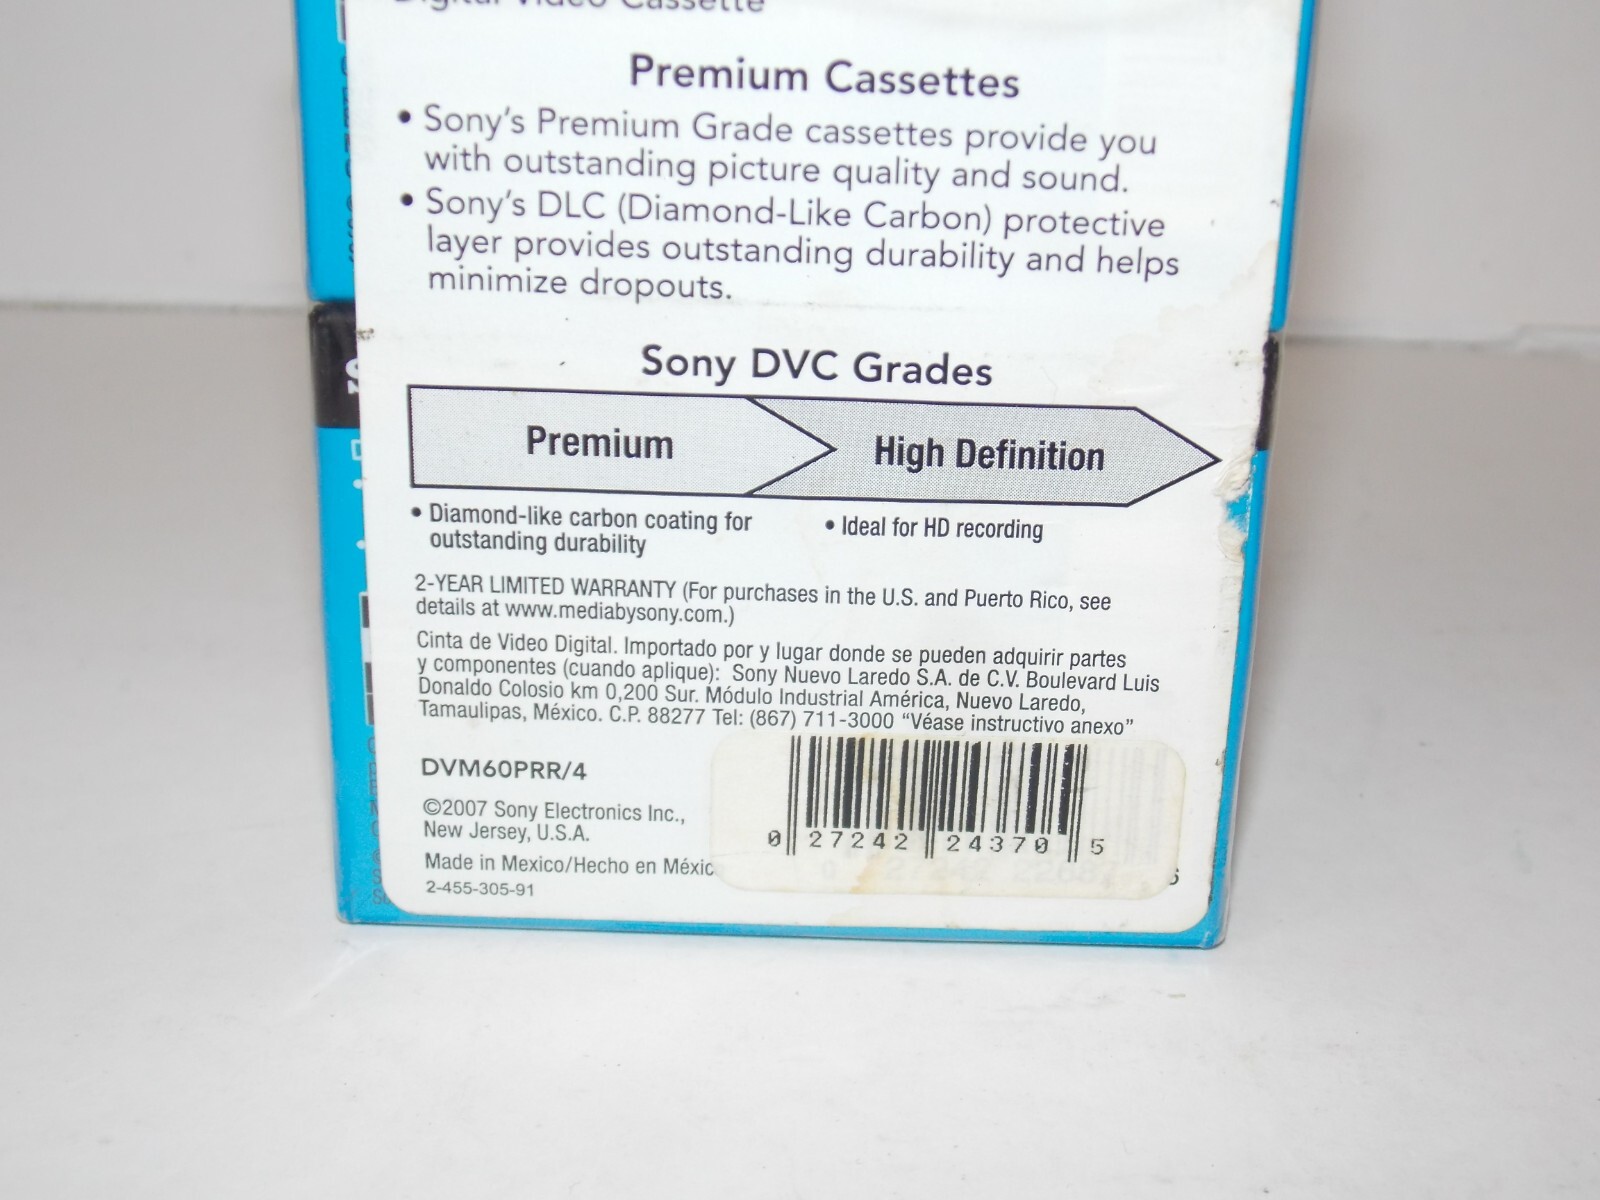 Digital Video Cassette
Premium Cassettes
• Sony's Premium Grade cassettes provide you
with outstanding picture quality and sound.
• Sony's DLC (Diamond-Like Carbon) protective
layer provides outstanding durability and helps
minimize dropouts.
Sony DVC Grades
Premium
High Definition
• Diamond-like carbon coating for
outstanding durability
• Ideal for HD recording
2-YEAR LIMITED WARRANTY (For purchases in the U.S. and Puerto Rico, see
details at www.mediabysony.com.)
Cinta de Video Digital. Importado por y lugar donde se pueden adquirir partes
y componentes (cuando aplique): Sony Nuevo Laredo S.A. de C.V. Boulevard Luis
Donaldo Colosio km 0,200 Sur. Módulo Industrial América, Nuevo Laredo,
Tamaulipas, México. C.P. 88277 Tel: (867) 711-3000 “Véase instructivo anexo”
DVM60PRR/4
©2007 Sony Electronics Inc.,
New Jersey, U.S.A.
Made in Mexico/Hecho en Méxic
2-455-305-91
0 27242 24370 5